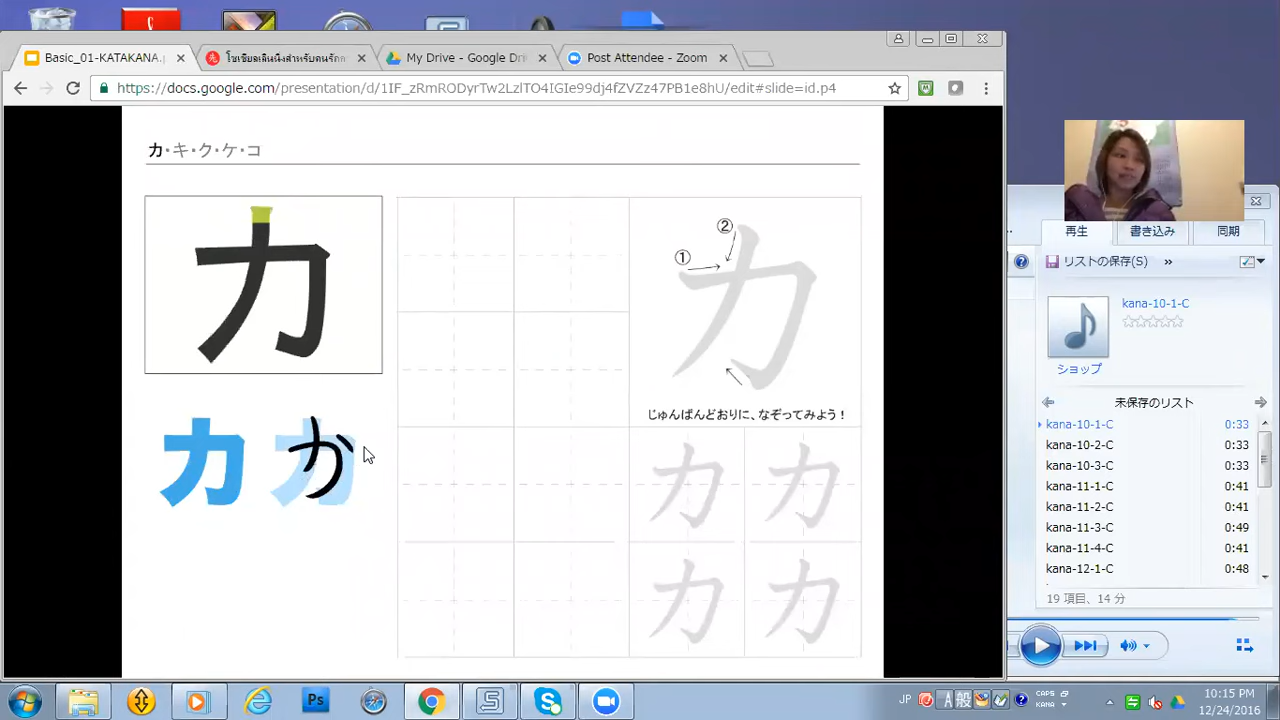 Basic_01-KATAKANA.p
My Drive - Google Dri
Post Attendee - Zoom
https://docs.google.com/presentation/d/1IF_zRmRODyrTw2LzlTO4IGIe99dj4fZVZz47PB1e8hU/edit#slide=id.p4
カ・キ・ク・ケ・コ
カ
カ か
① ②
カ
じゅんばんどおりに、なぞってみよう！
カ カ
カ カ
再生 書き込み 同期
リストの保存(S) »
kana-10-1-C
ショップ
未保存のリスト
kana-10-1-C 0:33
kana-10-2-C 0:33
kana-10-3-C 0:33
kana-11-1-C 0:41
kana-11-2-C 0:41
kana-11-3-C 0:49
kana-11-4-C 0:41
kana-12-1-C 0:48
19 項目、14 分
Ps
JP A 般 CAPS
KANA
10:15 PM
12/24/2016